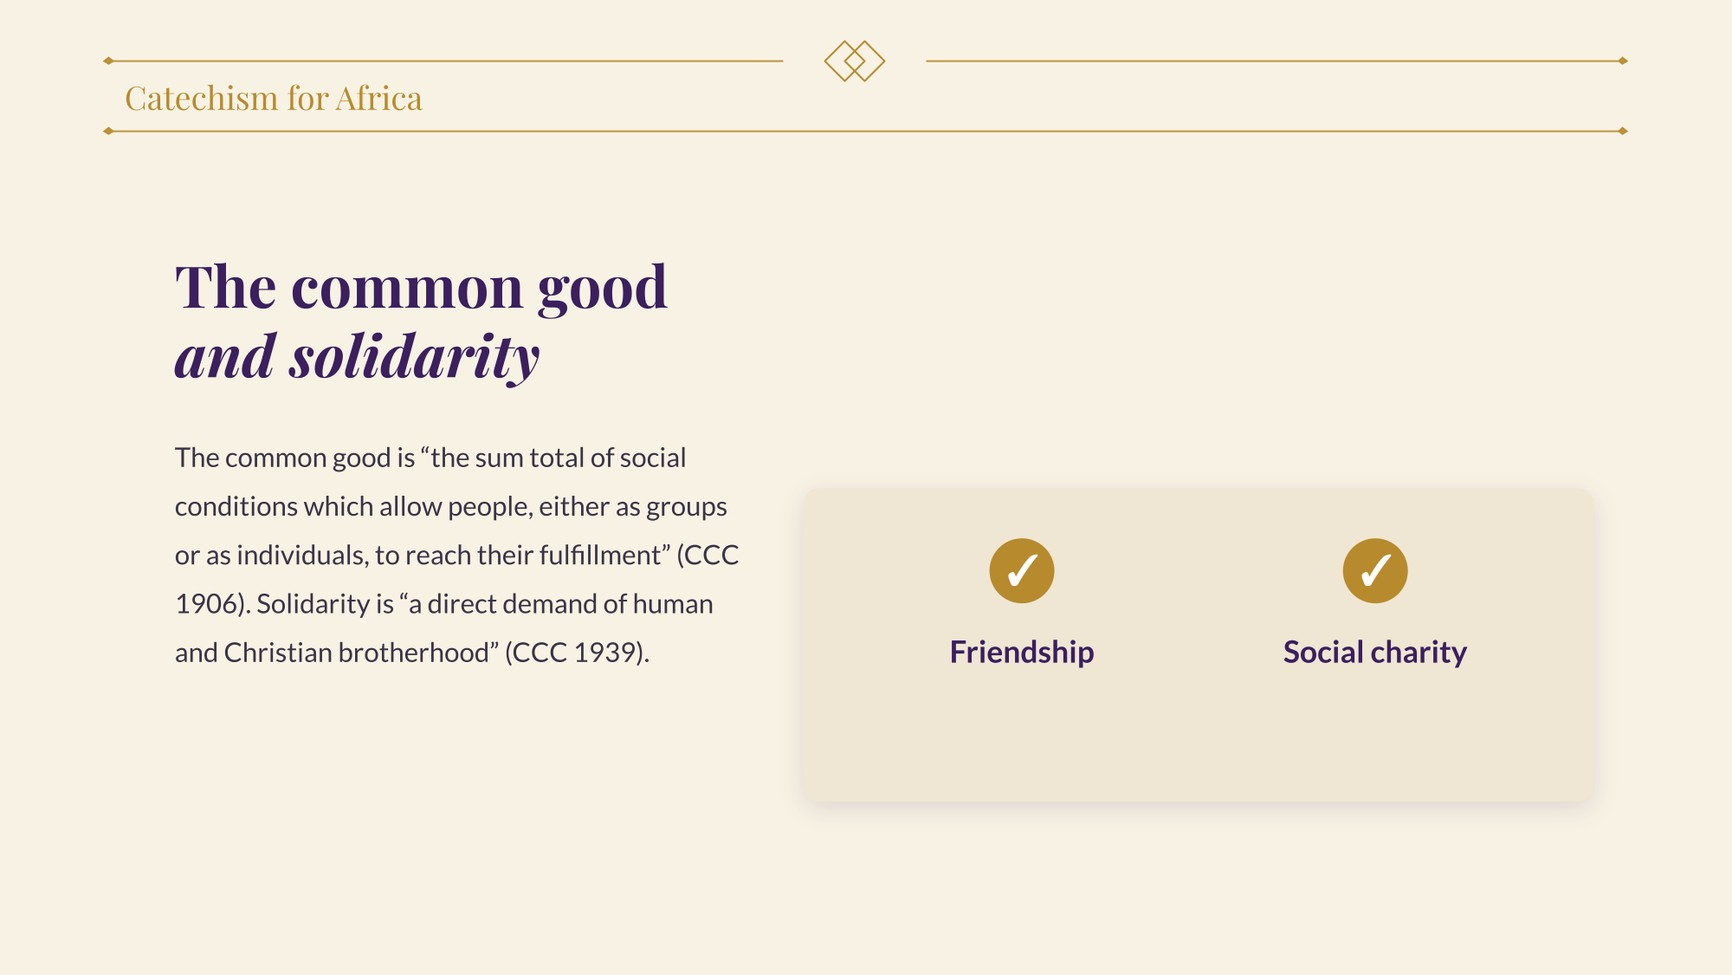 Catechism for Africa
The common good
and solidarity
The common good is “the sum total of social
conditions which allow people, either as groups
or as individuals, to reach their fulfillment” (CCC
1906). Solidarity is “a direct demand of human
and Christian brotherhood” (CCC 1939).
Friendship
Social charity